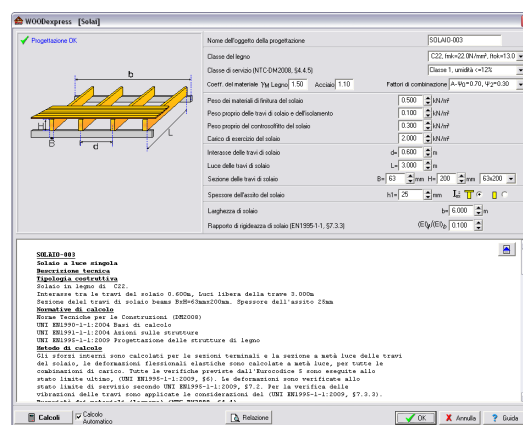 WOODexpress [Solai]
Progettazione OK
b
H
B
d
L
Nome dell'oggetto della progettazione SOLAIO-003
Classe del legno C22, fmk=22.0N/mm², ftok=13.0
Classe di servizio (NTC-DM2008, §4.4.5) Classe 1, umidità <=12%
Coeff. del materiale γM Legno 1.50 Acciaio 1.10 Fattori di combinazione A-Ψ0=0.70, Ψ2=0.30
Peso dei materiali di finitura del solaio 0.500 kN/m²
Peso proprio delle travi di solaio e dell'isolamento 0.100 kN/m²
Peso proprio del controsoffitto del solaio 0.300 kN/m²
Carico di esercizio del solaio 2.000 kN/m²
Interasse delle travi di solaio d= 0.600 m
Luce delle travi di solaio L= 3.000 m
Sezione delle travi di solaio B= 63 mm H= 200 mm 63x200
Spessore dell'assito del solaio h1= 25 mm
Larghezza di solaio b= 6.000 m
Rapporto di rigideazza di solaio (EN1995-1-1, §7.3.3) 0.100
SOLAIO-003
Solaio a luce singola
Descrizione tecnica
Tipologia costruttiva
Solaio in legno di C22.
Interasse tra le travi del solaio 0.600m, Luci libera della trave 3.000m
Sezione delel travi di solaio beams BxH=63mmx200mm. Spessore dell'assito 25mm
Normative di calcolo
Norme Tecniche per le Construzioni (DM2008)
UNI EN1990-1-1:2004 Basi di calcolo
UNI EN1991-1-1:2004 Azioni sulle strutture
UNI EN1995-1-1:2009 Progettazione delle strutture di legno
Metodo di calcolo
Gli sforzi interni sono calcolati per le sezioni terminali e la sezione a metà luce delle travi
del solaio, le deformazioni flessionali elastiche sono calcolate a metà luce, per tutte le
combinazioni di carico. Tutte le verifiche previste dall'Eurocodice 5 sono eseguite allo
stato limite ultimo, (UNI EN1995-1-1:2009, §6). Le deformazioni sono verificate allo
stato limite di servizio secondo UNI EN1995-1-1:2009, §7.2. Per la verifica delle
vibrazioni delle travi sono applicate le considerazioni del (UNI EN1995-1-1:2009, §7.3.3).
Calcoli
Calcolo
Automatico
Relazione
OK
Annulla
? Guida